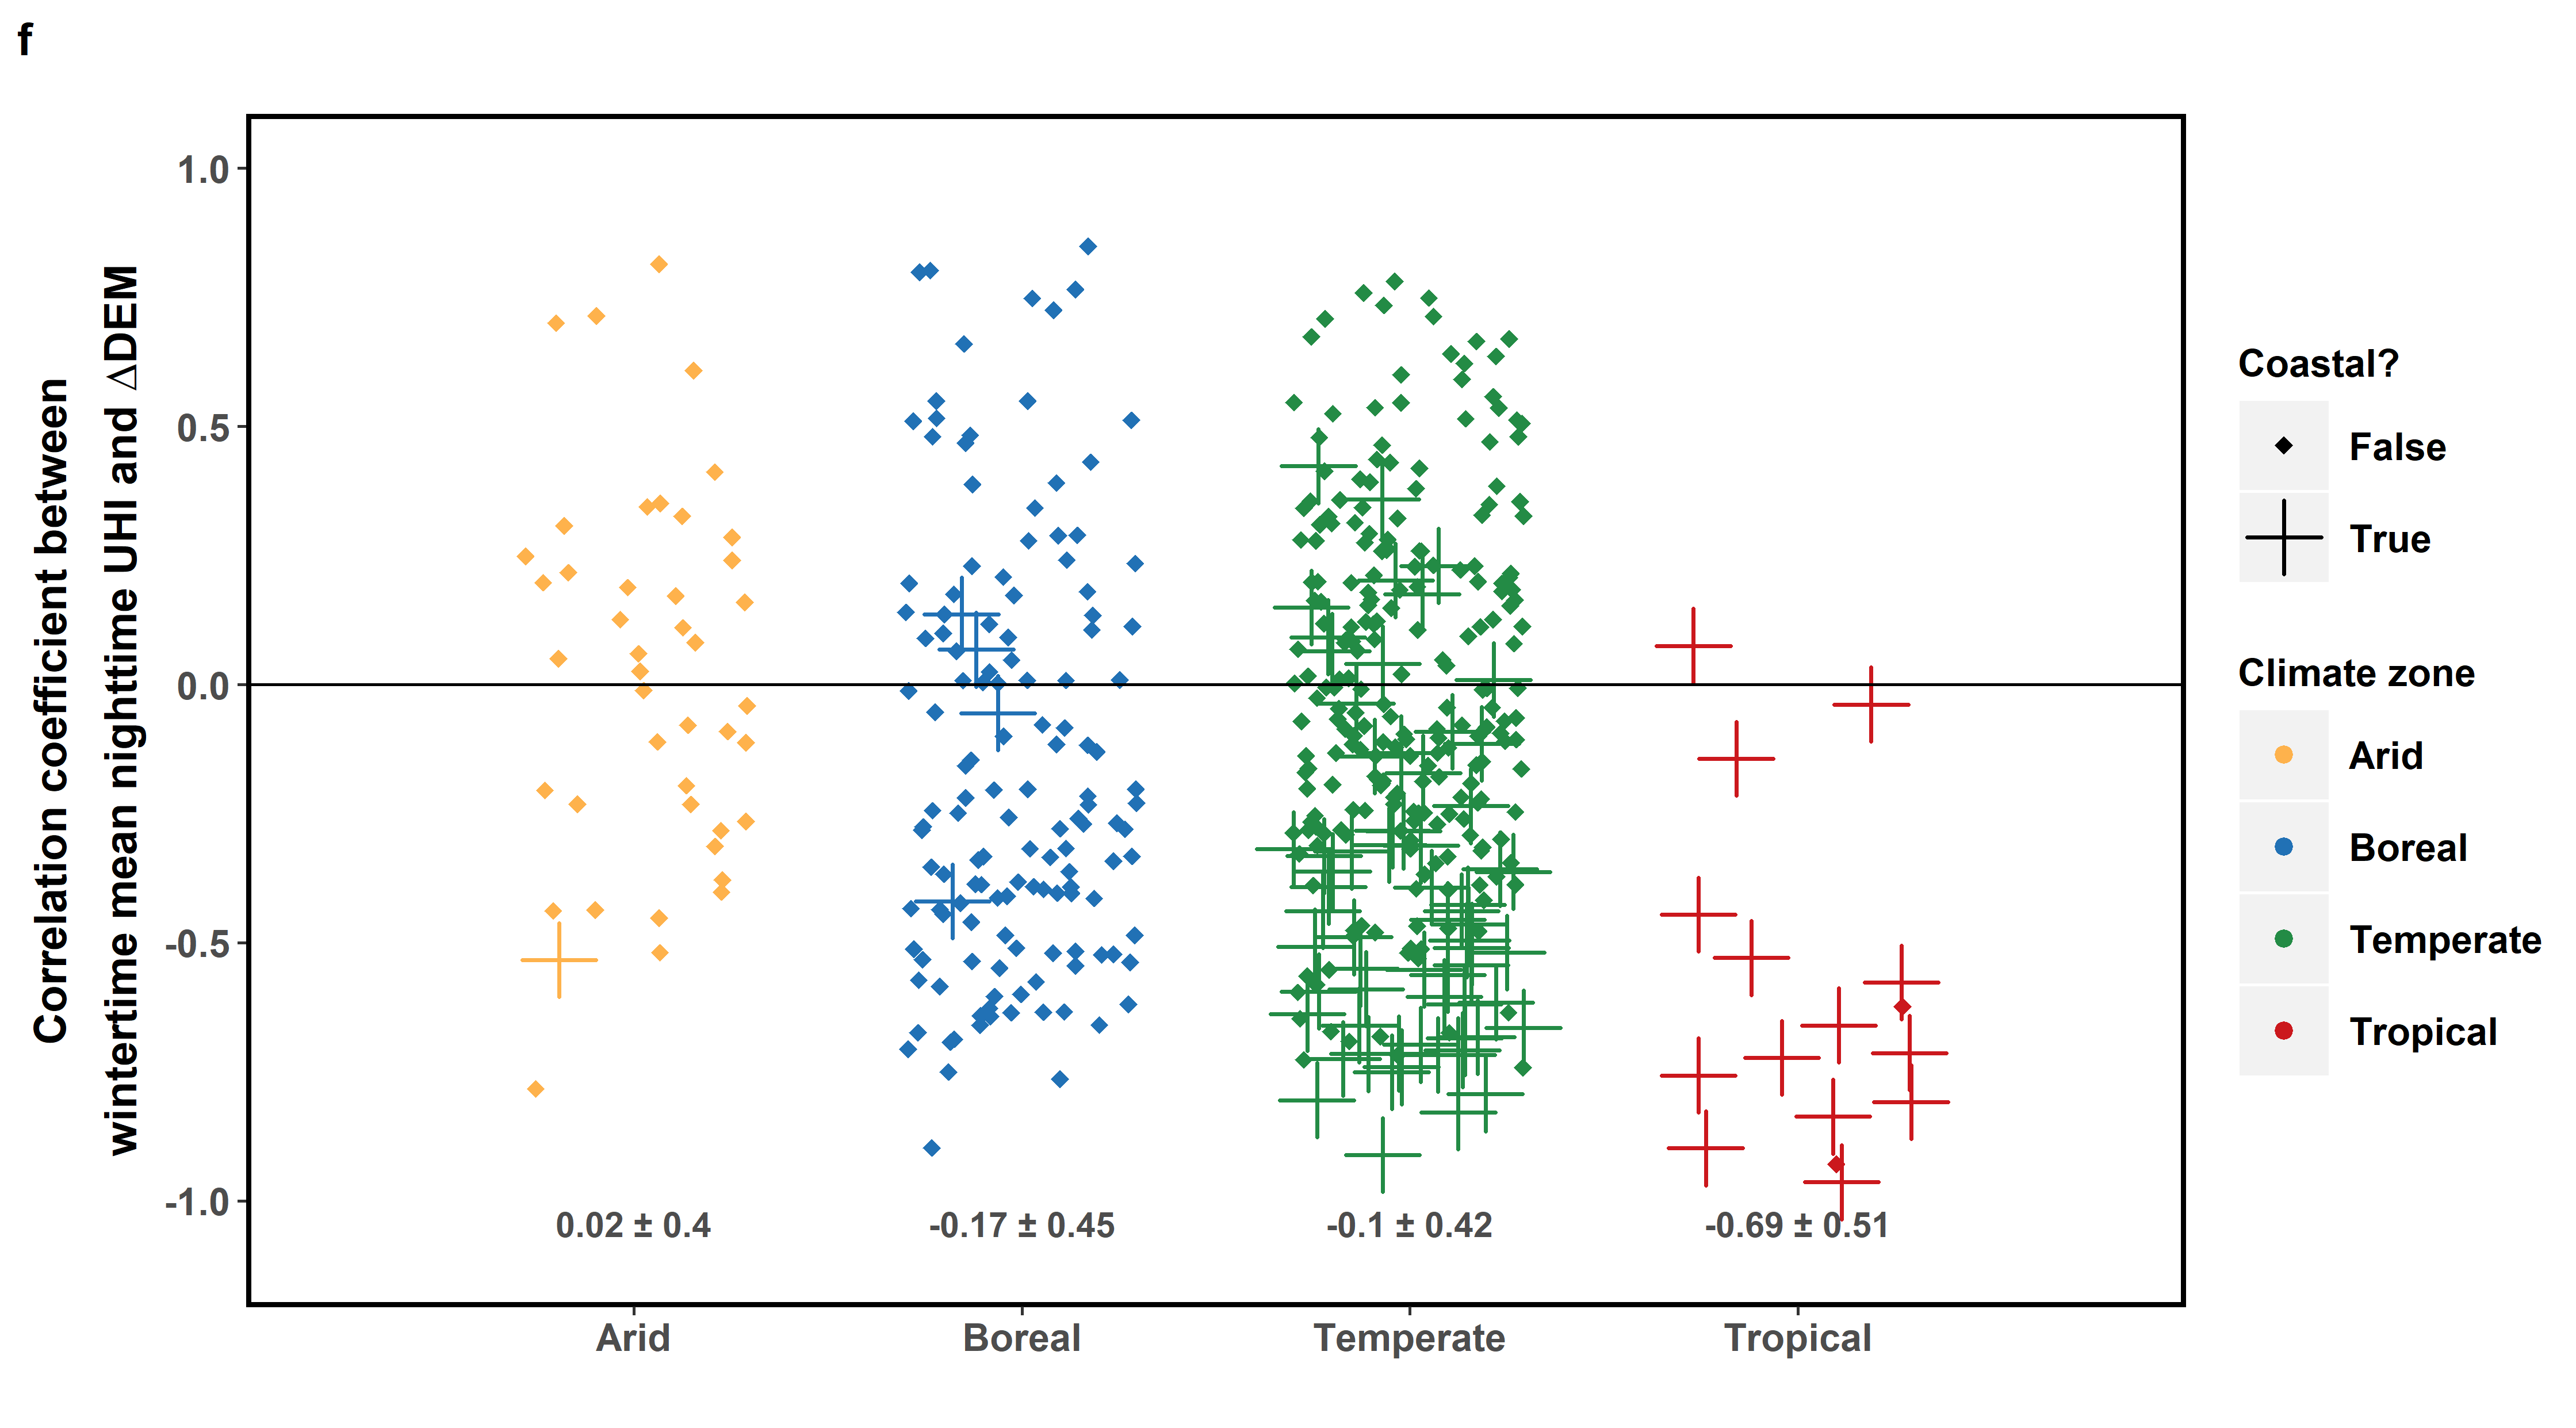 f
Correlation coefficient between
wintertime mean nighttime UHI and ΔDEM
1.0
0.5
0.0
-0.5
-1.0
0.02 ± 0.4
-0.17 ± 0.45
-0.1 ± 0.42
-0.69 ± 0.51
Arid
Boreal
Temperate
Tropical
Coastal?
False
True
Climate zone
Arid
Boreal
Temperate
Tropical